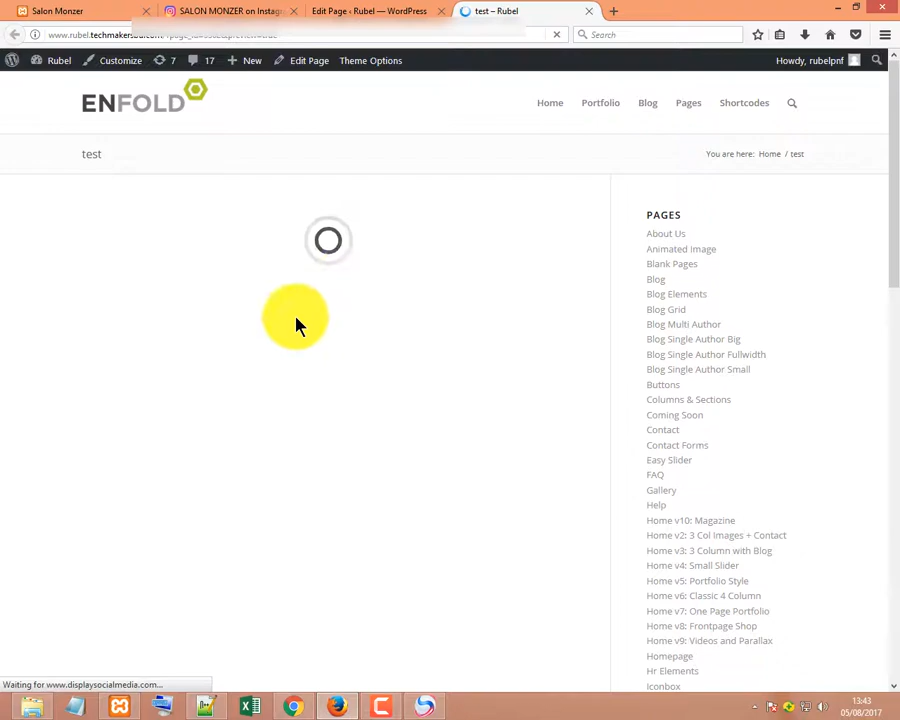 Salon Monzer
SALON MONZER on Instag
Edit Page ‹ Rubel — WordPress
test – Rubel
www.rubel.techmakersbd.com
Search
Rubel
Customize
7
17
New
Edit Page
Theme Options
Howdy, rubelpnf
ENFOLD
Home
Portfolio
Blog
Pages
Shortcodes
test
You are here: Home / test
PAGES
About Us
Animated Image
Blank Pages
Blog
Blog Elements
Blog Grid
Blog Multi Author
Blog Single Author Big
Blog Single Author Fullwidth
Blog Single Author Small
Buttons
Columns & Sections
Coming Soon
Contact
Contact Forms
Easy Slider
FAQ
Gallery
Help
Home v10: Magazine
Home v2: 3 Col Images + Contact
Home v3: 3 Column with Blog
Home v4: Small Slider
Home v5: Portfolio Style
Home v6: Classic 4 Column
Home v7: One Page Portfolio
Home v8: Frontpage Shop
Home v9: Videos and Parallax
Homepage
Hr Elements
Iconbox
Waiting for www.displaysocialmedia.com...
13:43
05/08/2017